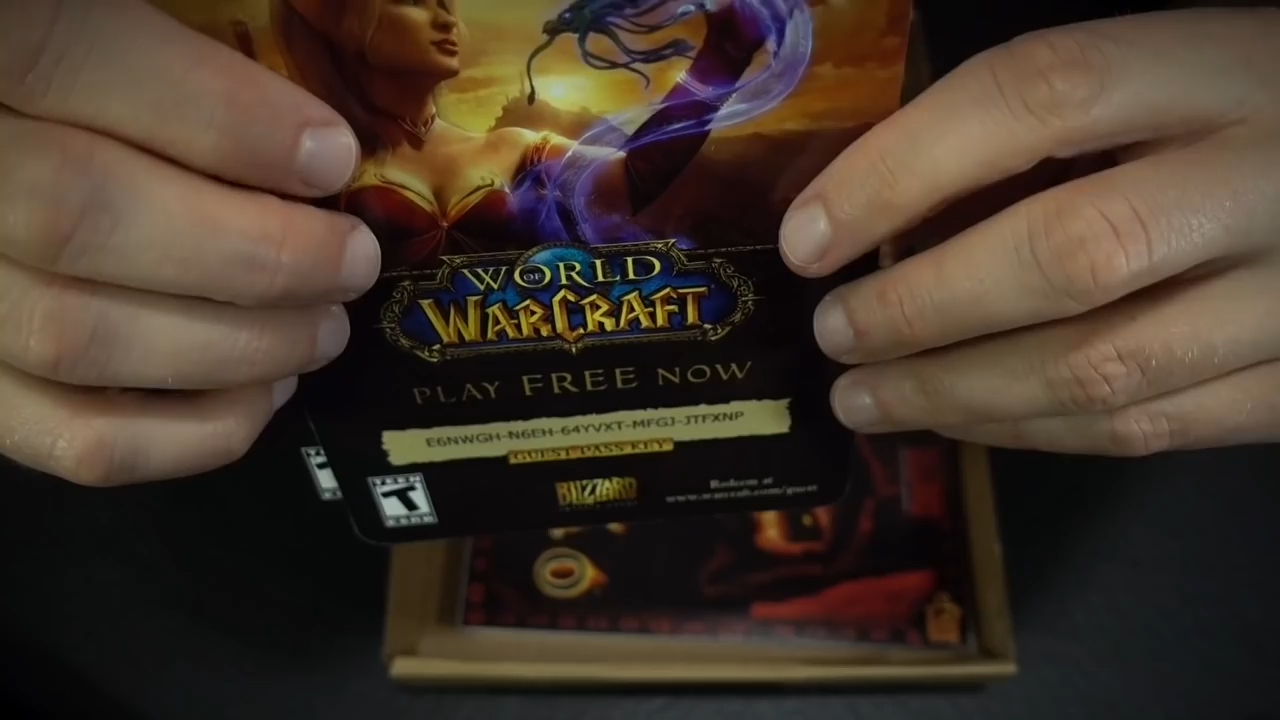 WORLD
OF
WARCRAFT
PLAY FREE NOW
E6NWGH-N6EH-64YVXT-MFGJ-JTFXNP
GUEST PASS KEY
TEEN
T
BLIZZARD
Redeem at
www.warcraft.com/guest